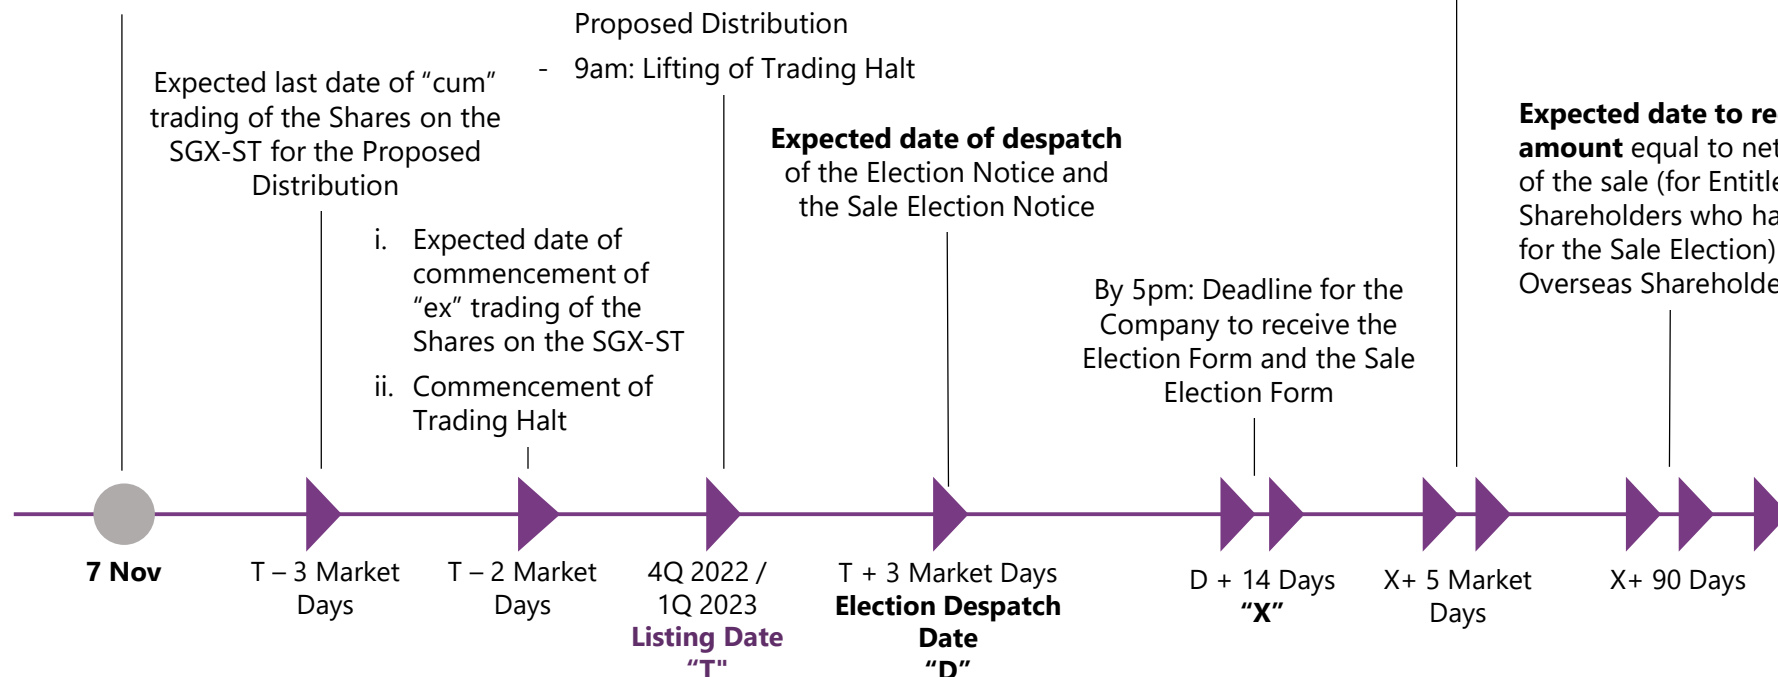 Proposed Distribution
- 9am: Lifting of Trading Halt
Expected last date of “cum”
trading of the Shares on the
SGX-ST for the Proposed
Distribution
i. Expected date of
commencement of
“ex” trading of the
Shares on the SGX-ST
ii. Commencement of
Trading Halt
Expected date of despatch
of the Election Notice and
the Sale Election Notice
By 5pm: Deadline for the
Company to receive the
Election Form and the Sale
Election Form
Expected date to
amount equal to net
of the sale (for
Shareholders who
for the Sale Election)
Overseas
7 Nov
T – 3 Market
Days
T – 2 Market
Days
4Q 2022 /
1Q 2023
Listing Date
“T"
T + 3 Market Days
Election Despatch
Date
“D”
D + 14 Days
“X”
X+ 5 Market
Days
X+ 90 Days